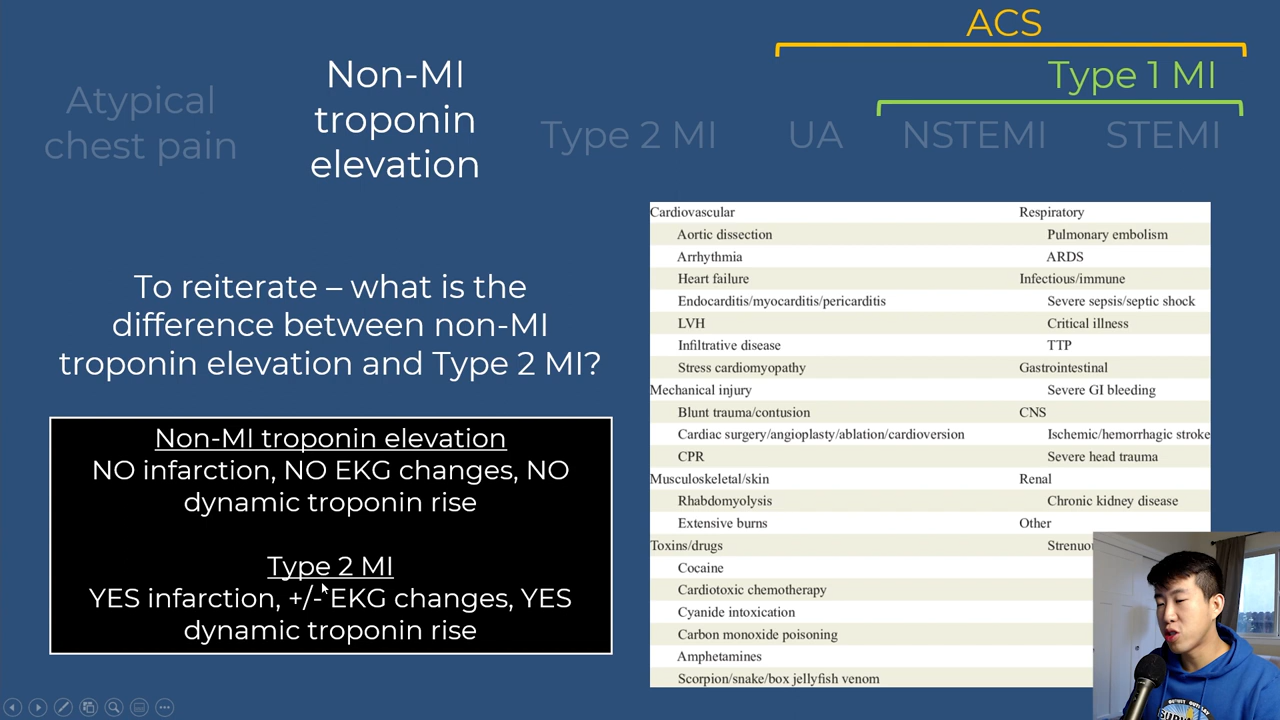 ACS
Type 1 MI
Atypical
chest pain
Non-MI
troponin
elevation
Type 2 MI
UA
NSTEMI
STEMI
To reiterate – what is the
difference between non-MI
troponin elevation and Type 2 MI?
Non-MI troponin elevation
NO infarction, NO EKG changes, NO
dynamic troponin rise
Type 2 MI
YES infarction, +/- EKG changes, YES
dynamic troponin rise
Cardiovascular
Aortic dissection
Arrhythmia
Heart failure
Endocarditis/myocarditis/pericarditis
LVH
Infiltrative disease
Stress cardiomyopathy
Mechanical injury
Blunt trauma/contusion
Cardiac surgery/angioplasty/ablation/cardioversion
CPR
Musculoskeletal/skin
Rhabdomyolysis
Extensive burns
Toxins/drugs
Cocaine
Cardiotoxic chemotherapy
Cyanide intoxication
Carbon monoxide poisoning
Amphetamines
Scorpion/snake/box jellyfish venom
Respiratory
Pulmonary embolism
ARDS
Infectious/immune
Severe sepsis/septic shock
Critical illness
TTP
Gastrointestinal
Severe GI bleeding
CNS
Ischemic/hemorrhagic stroke
Severe head trauma
Renal
Chronic kidney disease
Other